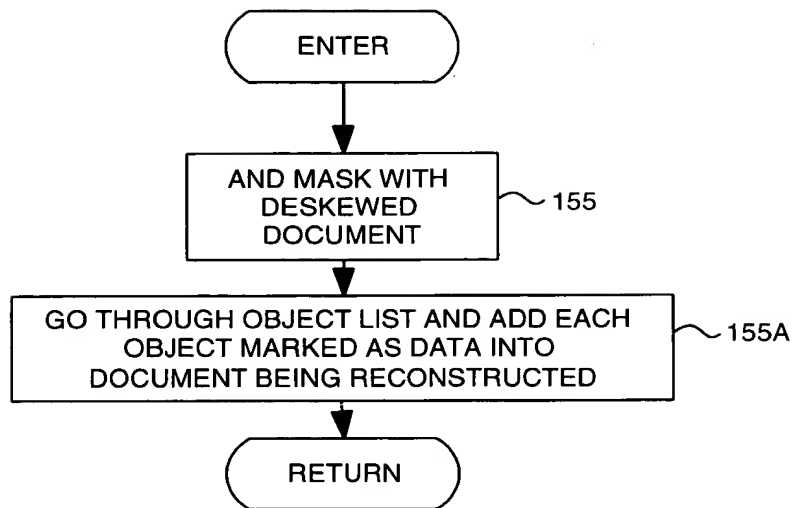 ENTER
AND MASK WITH
DESKEWED
DOCUMENT
155
GO THROUGH OBJECT LIST AND ADD EACH
OBJECT MARKED AS DATA INTO
DOCUMENT BEING RECONSTRUCTED
155A
RETURN